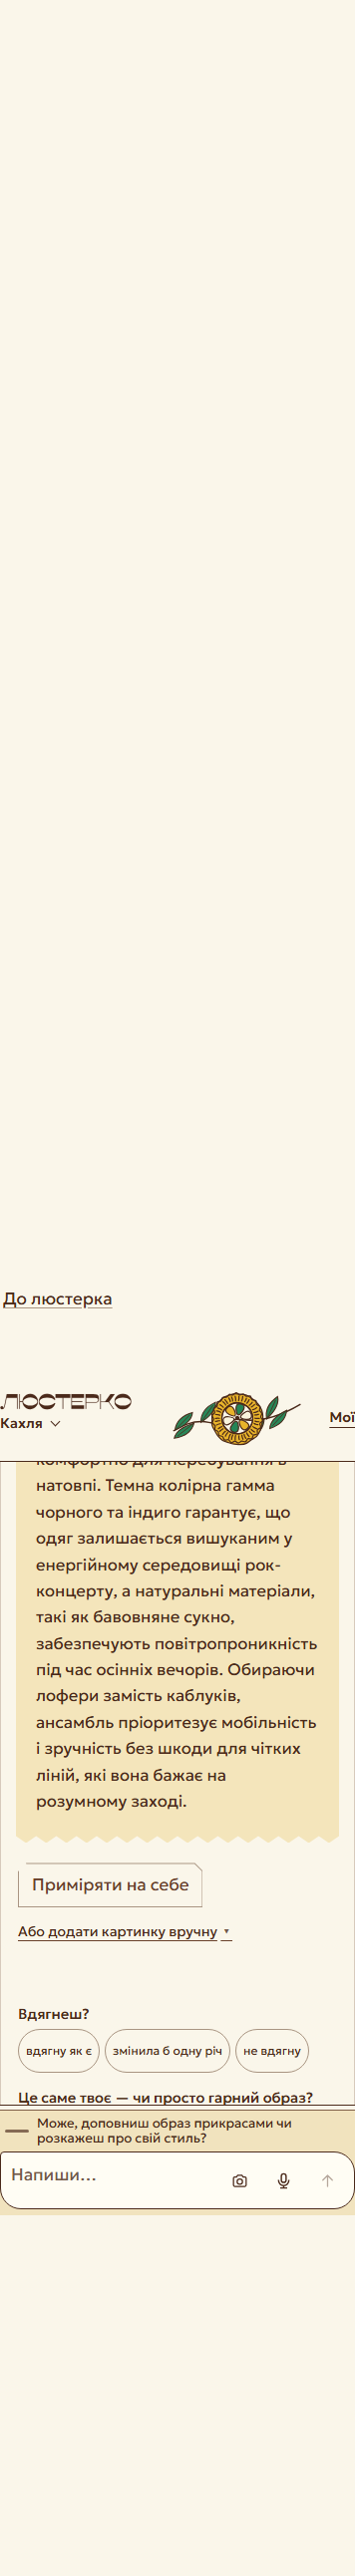 До люстерка
ЛЮСТЕРКО
Кахля
Мої
комфортно для перебування в
натовпі. Темна колірна гамма
чорного та індиго гарантує, що
одяг залишається вишуканим у
енергійному середовищі рок-
концерту, а натуральні матеріали,
такі як бавовняне сукно,
забезпечують повітропроникність
під час осінніх вечорів. Обираючи
лофери замість каблуків,
ансамбль пріоритезує мобільність
і зручність без шкоди для чітких
ліній, які вона бажає на
розумному заході.
Приміряти на себе
Або додати картинку вручну
Вдягнеш?
вдягну як є
змінила б одну річ
не вдягну
Це саме твоє — чи просто гарний образ?
Може, доповниш образ прикрасами чи
розкажеш про свій стиль?
Напиши...